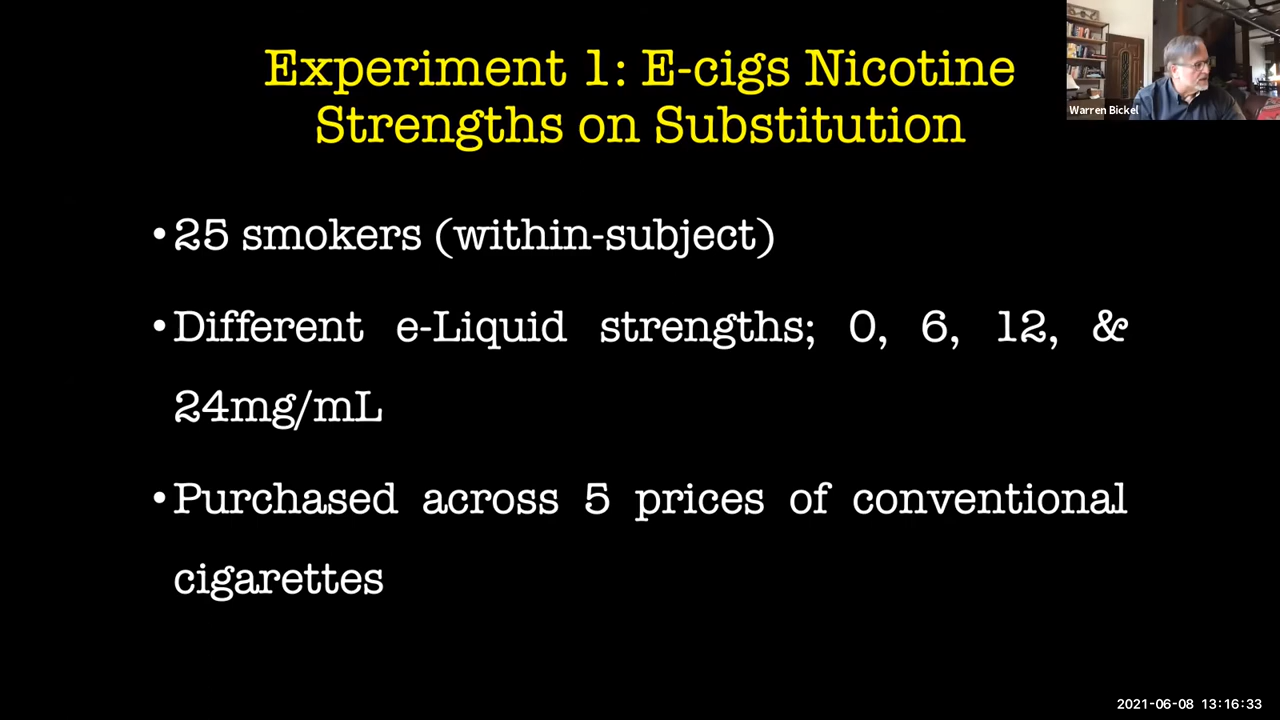 Experiment 1: E-cigs Nicotine
Strengths on Substitution
Warren Bickel
•25 smokers (within-subject)
•Different e-Liquid strengths; 0, 6, 12, &
24mg/mL
•Purchased across 5 prices of conventional
cigarettes
2021-06-08 13:16:33